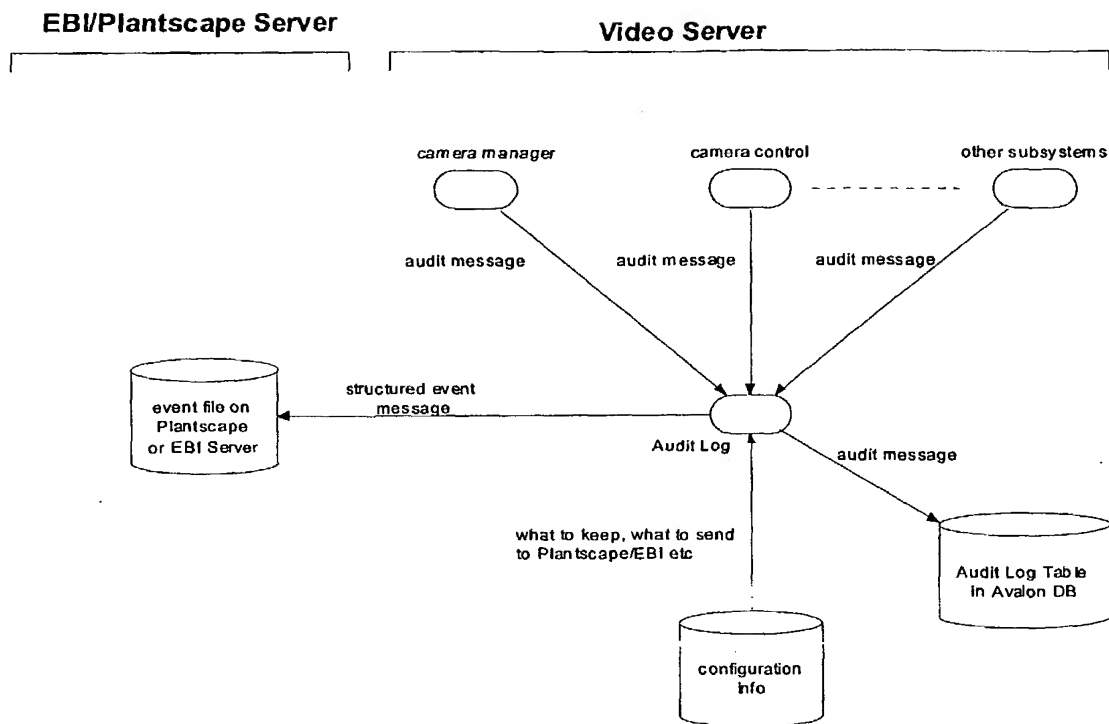 EBI/Plantscape Server
Video Server
camera manager
camera control
other subsystems
audit message
audit message
audit message
structured event
message
event file on
Plantscape
or EBI Server
Audit Log
audit message
what to keep, what to send
to Plantscape/EBI etc
Audit Log Table
in Avalon DB
configuration
info